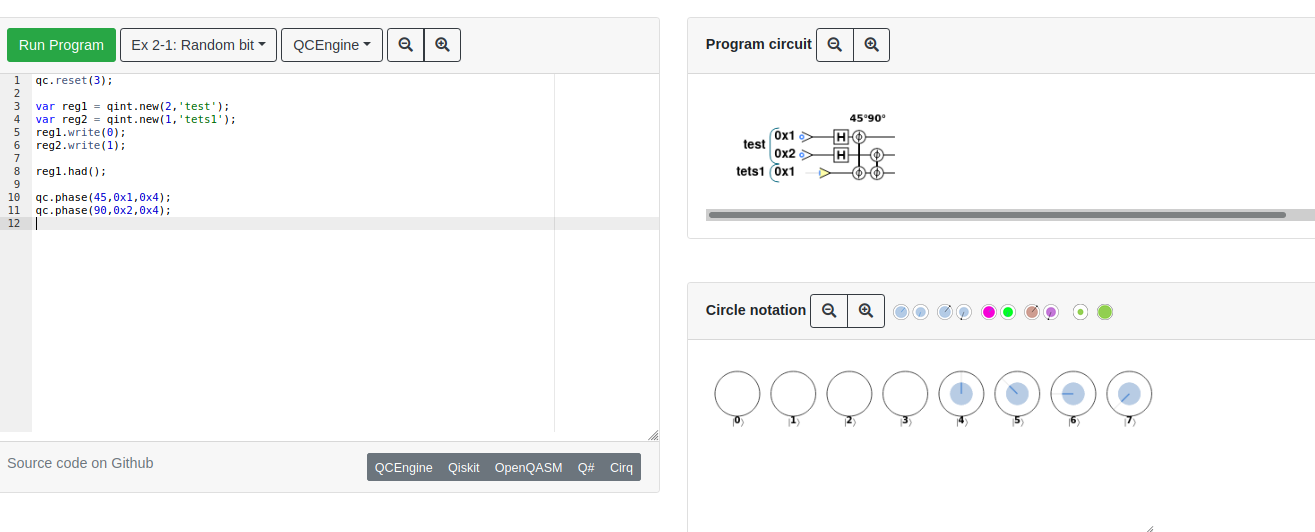 Run Program Ex 2-1: Random bit QCEngine
1 qc.reset(3);
2
3 var reg1 = qint.new(2,'test');
4 var reg2 = qint.new(1,'tets1');
5 reg1.write(0);
6 reg2.write(1);
7
8 reg1.had();
9
10 qc.phase(45,0x1,0x4);
11 qc.phase(90,0x2,0x4);
12
Source code on Github
QCEngine Qiskit OpenQASM Q# Cirq
Program circuit
45°90°
test 0x1 H ϕ
0x2 H ϕ
tets1 0x1 ϕ ϕ
Circle notation
|0⟩ |1⟩ |2⟩ |3⟩ |4⟩ |5⟩ |6⟩ |7⟩